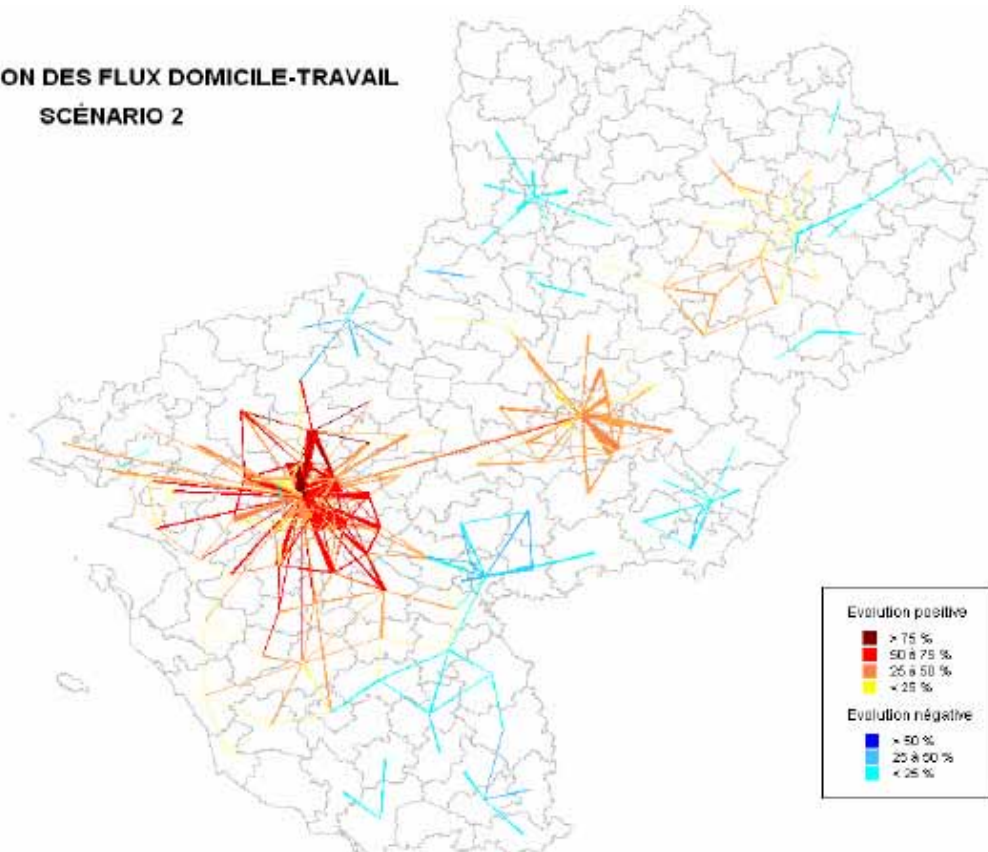 ON DES FLUX DOMICILE-TRAVAIL
SCÉNARIO 2
Evolution positive
> 75 %
50 à 75 %
25 à 50 %
< 25 %
Evolution négative
> 50 %
25 à 50 %
< 25 %